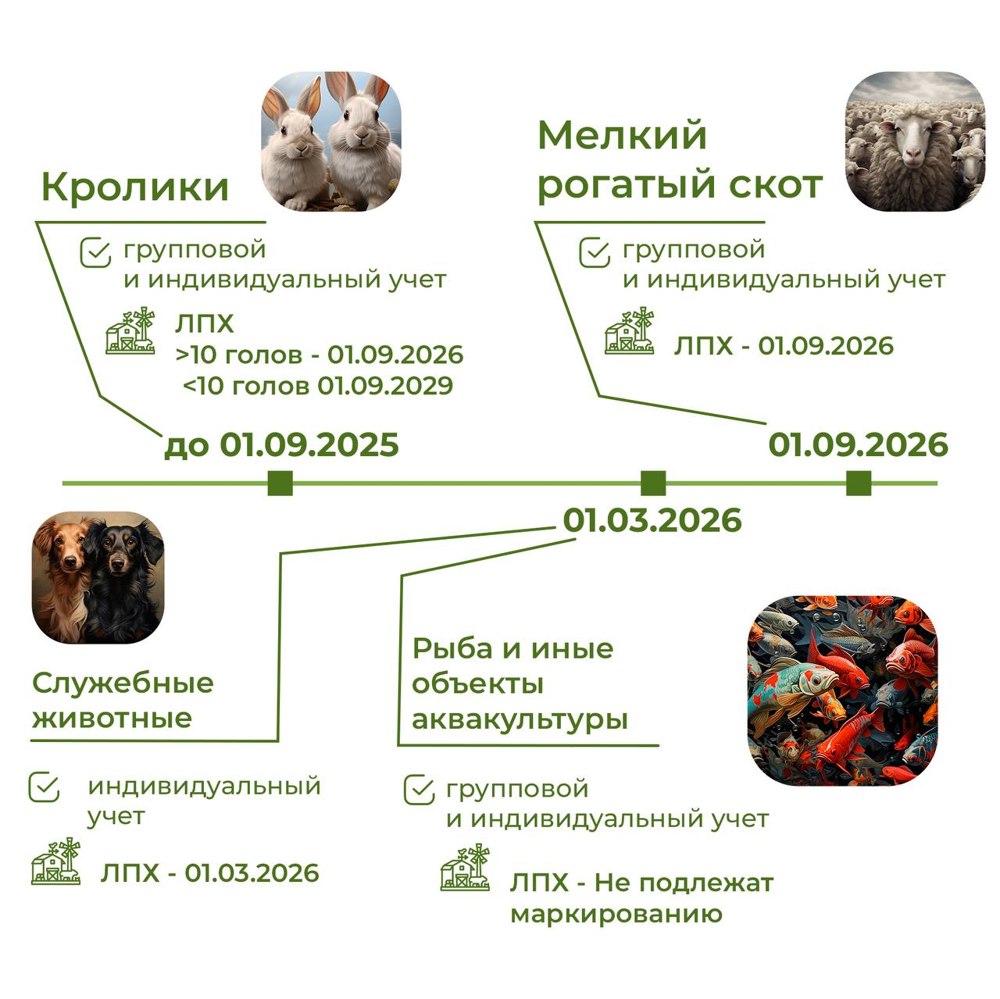 Кролики
групповой
и индивидуальный учет
ЛПХ
>10 голов - 01.09.2026
<10 голов 01.09.2029
до 01.09.2025
Мелкий
рогатый скот
групповой
и индивидуальный учет
ЛПХ - 01.09.2026
01.09.2026
01.03.2026
Служебные
животные
индивидуальный
учет
ЛПХ - 01.03.2026
Рыба и иные
объекты
аквакультуры
групповой
и индивидуальный учет
ЛПХ - Не подлежат
маркированию